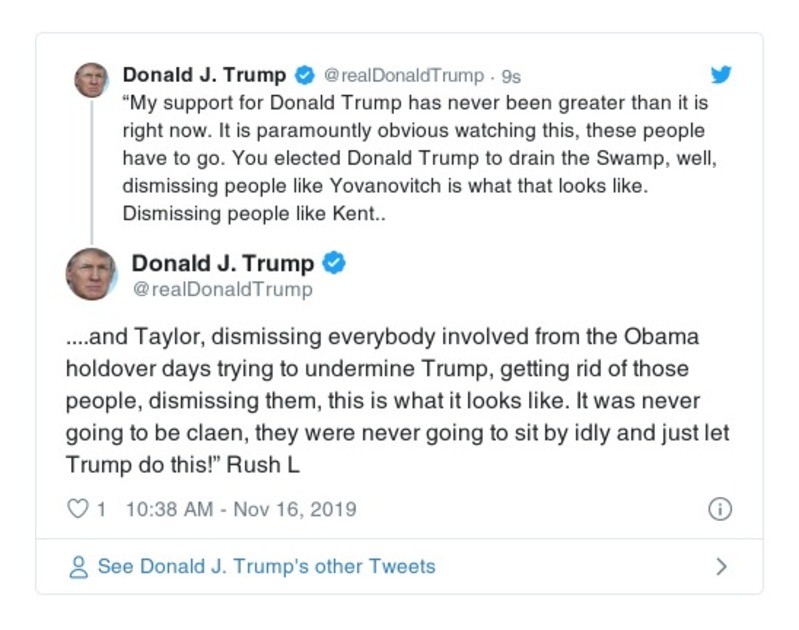 Donald J. Trump @realDonaldTrump · 9s
“My support for Donald Trump has never been greater than it is
right now. It is paramountly obvious watching this, these people
have to go. You elected Donald Trump to drain the Swamp, well,
dismissing people like Yovanovitch is what that looks like.
Dismissing people like Kent..
Donald J. Trump
@realDonaldTrump
....and Taylor, dismissing everybody involved from the Obama
holdover days trying to undermine Trump, getting rid of those
people, dismissing them, this is what it looks like. It was never
going to be claen, they were never going to sit by idly and just let
Trump do this!” Rush L
1 10:38 AM - Nov 16, 2019
See Donald J. Trump's other Tweets